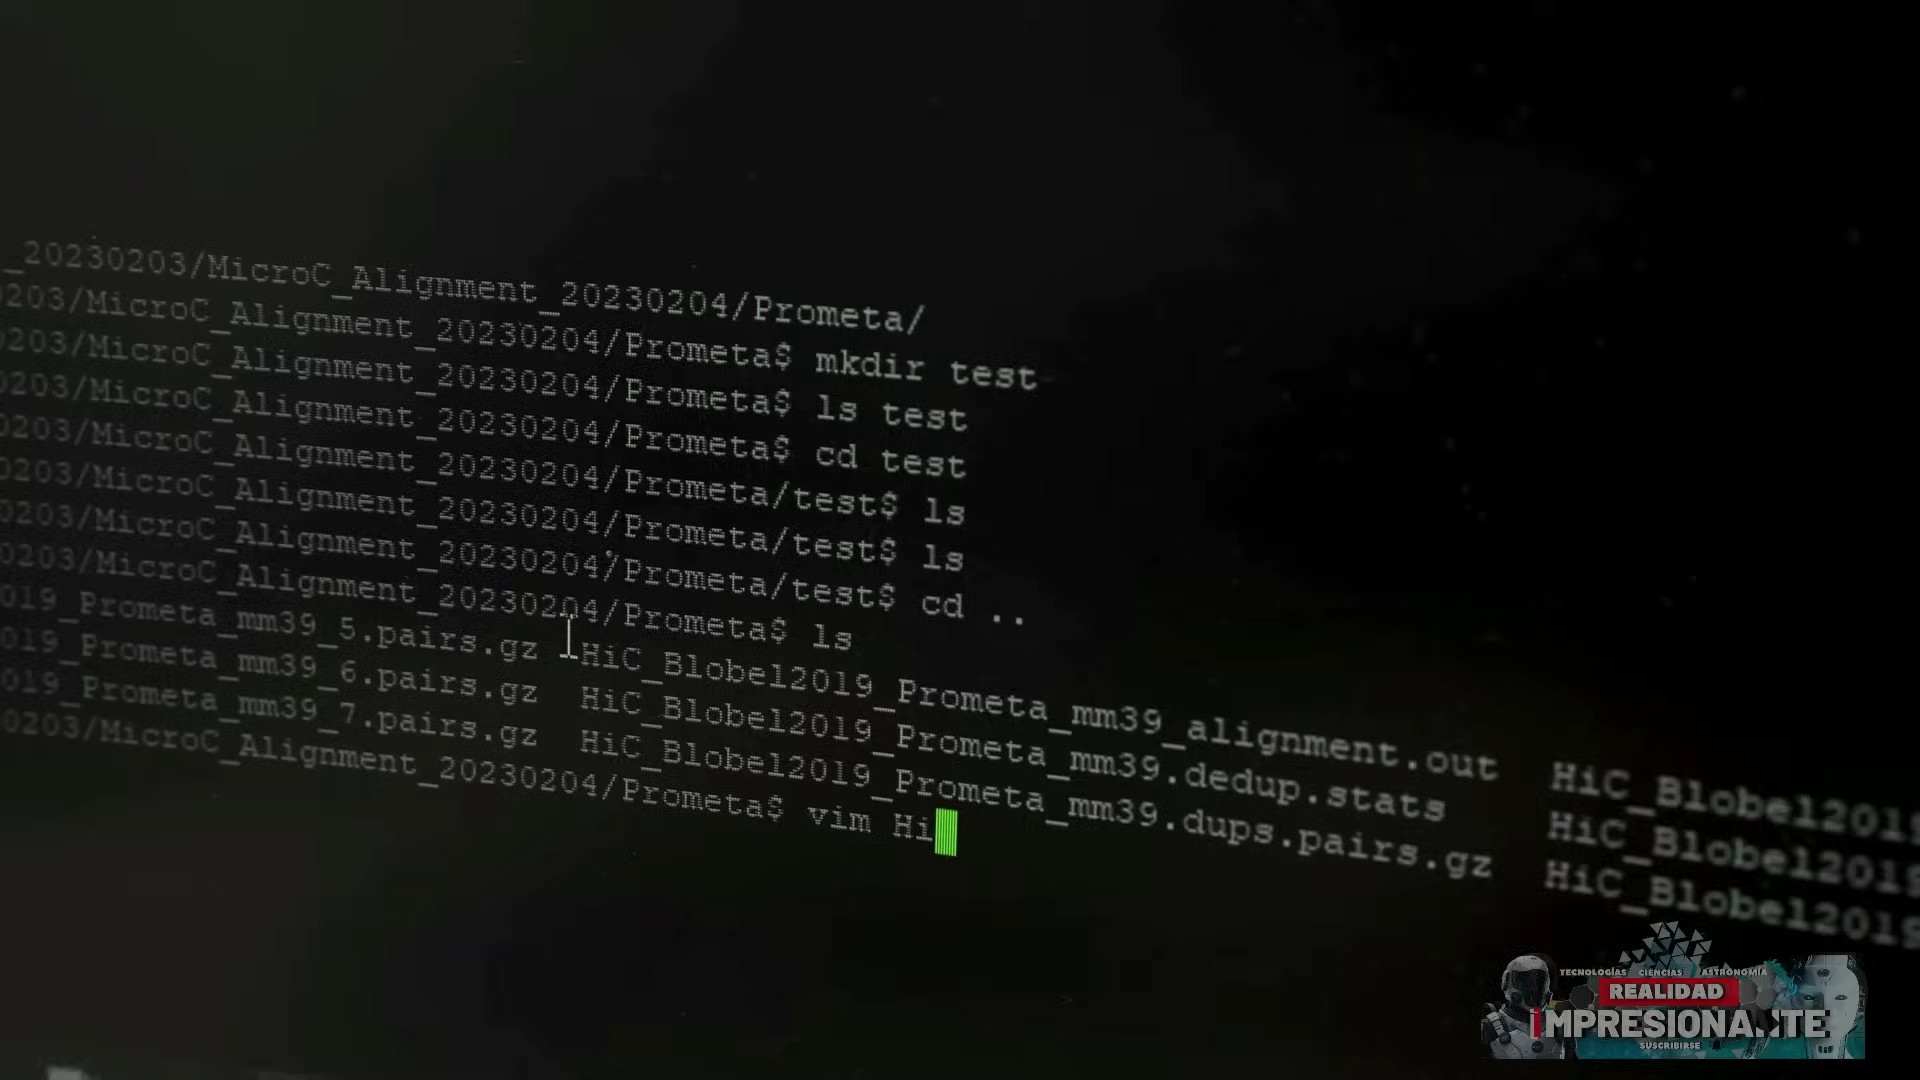 _20230203/MicroC_Alignment_20230204/Prometa/
0203/MicroC_Alignment_20230204/Prometa$ mkdir test
0203/MicroC_Alignment_20230204/Prometa$ ls test
0203/MicroC_Alignment_20230204/Prometa$ cd test
0203/MicroC_Alignment_20230204/Prometa/test$ ls
0203/MicroC_Alignment_20230204/Prometa/test$ ls
0203/MicroC_Alignment_20230204/Prometa/test$ cd ..
0203/MicroC_Alignment_20230204/Prometa$ ls
019_Prometa_mm39_5.pairs.gz HiC_Blobel2019_Prometa_mm39_alignment.out HiC_Blobel2019
019_Prometa_mm39_6.pairs.gz HiC_Blobel2019_Prometa_mm39.dedup.stats HiC_Blobel2019
019_Prometa_mm39_7.pairs.gz HiC_Blobel2019_Prometa_mm39.dups.pairs.gz HiC_Blobel2019
0203/MicroC_Alignment_20230204/Prometa$ vim Hi
TECNOLOGÍAS CIENCIAS ASTRONOMIA
REALIDAD
iMPRESIONANTE
SUSCRIBIRSE